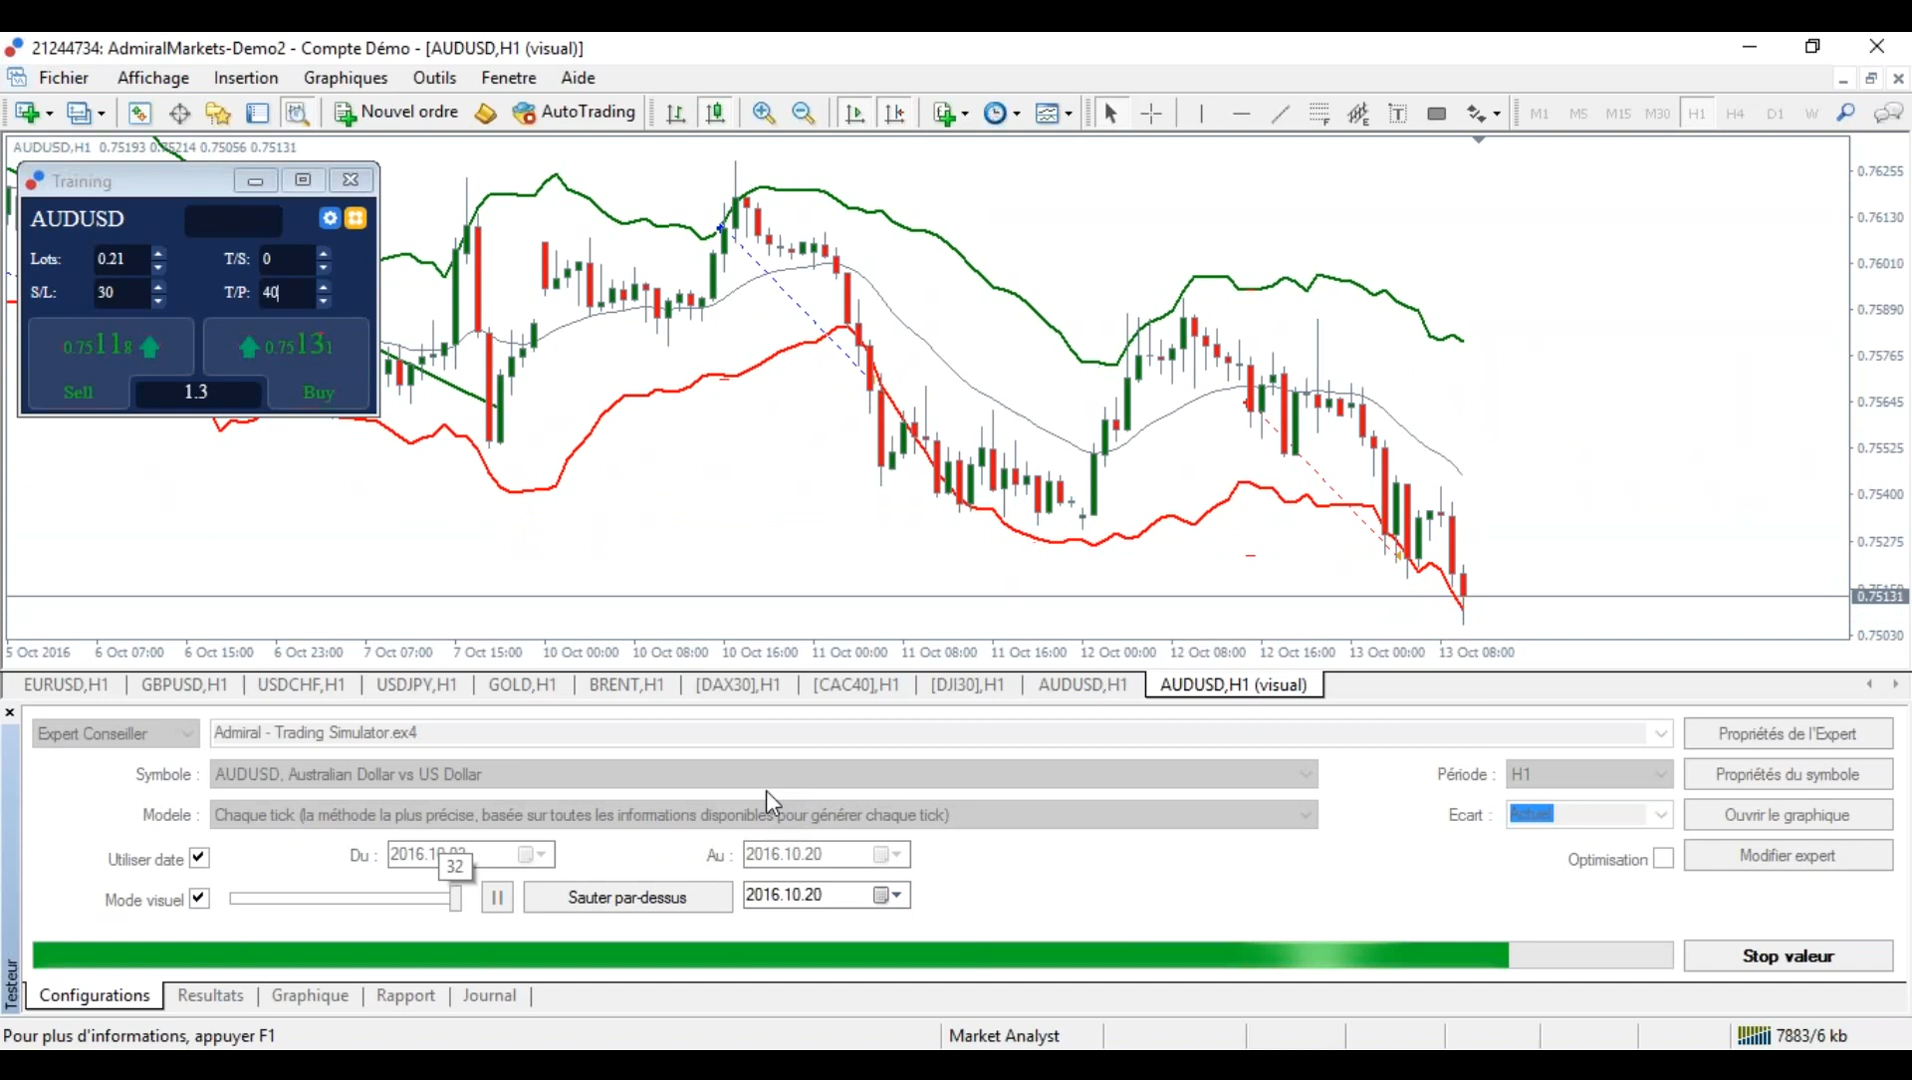 21244734: AdmiralMarkets-Demo2 - Compte Démo - [AUDUSD,H1 (visual)]
Fichier Affichage Insertion Graphiques Outils Fenetre Aide
Nouvel ordre AutoTrading M1 M5 M15 M30 H1 H4 D1 W
AUDUSD,H1 0.75193 0.75214 0.75056 0.75131
Training
AUDUSD
Lots: 0.21 T/S: 0
S/L: 30 T/P: 40
0.75118 0.75131
Sell 1.3 Buy
0.76255
0.76130
0.76010
0.75890
0.75765
0.75645
0.75525
0.75400
0.75275
0.75150
0.75131
0.75030
5 Oct 2016 6 Oct 07:00 6 Oct 15:00 6 Oct 23:00 7 Oct 07:00 7 Oct 15:00 10 Oct 00:00 10 Oct 08:00 10 Oct 16:00 11 Oct 00:00 11 Oct 08:00 11 Oct 16:00 12 Oct 00:00 12 Oct 08:00 12 Oct 16:00 13 Oct 00:00 13 Oct 08:00
EURUSD,H1 GBPUSD,H1 USDCHF,H1 USDJPY,H1 GOLD,H1 BRENT,H1 [DAX30],H1 [CAC40],H1 [DJI30],H1 AUDUSD,H1 AUDUSD,H1 (visual)
Expert Conseiller Admiral - Trading Simulator.ex4 Propriétés de l'Expert
Symbole : AUDUSD, Australian Dollar vs US Dollar Période : H1 Propriétés du symbole
Modele : Chaque tick (la méthode la plus précise, basée sur toutes les informations disponibles pour générer chaque tick) Ecart : Actuel Ouvrir le graphique
Utiliser date Du : 2016.10 Au : 2016.10.20 Optimisation Modifier expert
32
Mode visuel Sauter par-dessus 2016.10.20
Stop valeur
Testeur
Configurations Resultats Graphique Rapport Journal
Pour plus d'informations, appuyer F1 Market Analyst 7883/6 kb